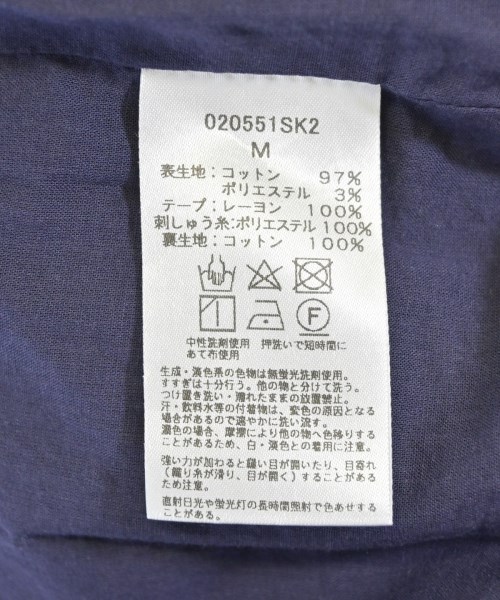 020551SK2
M
表生地:コットン 97%
ポリエステル 3%
テープ:レーヨン 100%
刺しゅう糸:ポリエステル 100%
裏生地:コットン 100%
F
中性洗剤使用 押洗いで短時間に
あて布使用
生成・淡色系の色物は無蛍光洗剤使用。
すすぎは十分行う。他の物と分けて洗う。
つけ置き洗い・濡れたままの放置禁止。
汗・飲料水等の付着物は、変色の原因となる
場合があるので速やかに洗い流す。
濃色の場合、摩擦により他の物へ色移りする
ことがあるため、白・淡色との着用に注意。
強い力が加わると縫い目が開いたり、目寄れ
(織り糸が滑り、目が開く)することがある
ため注意。
直射日光や蛍光灯の長時間照射で色あせする
ことがある。